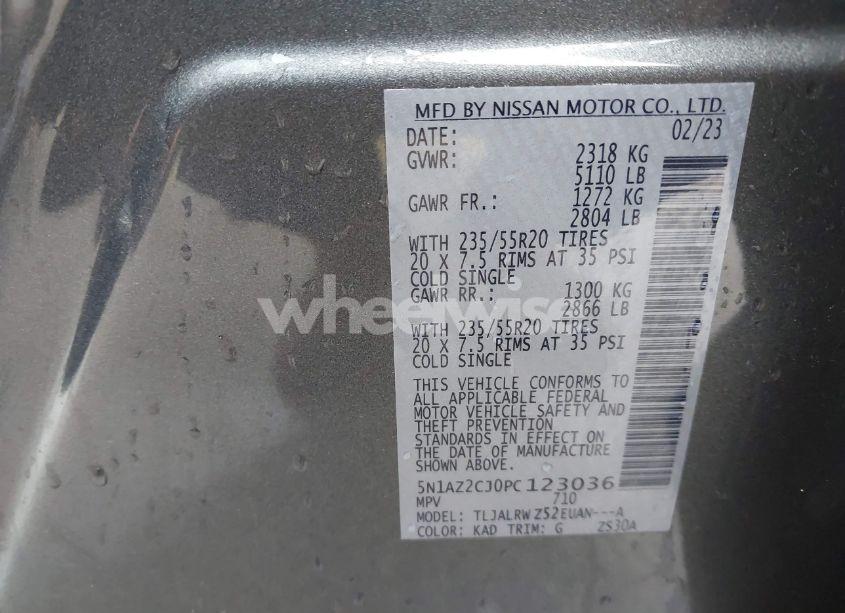 MFD BY NISSAN MOTOR CO., LTD.
DATE: 02/23
GVWR: 2318 KG
5110 LB
GAWR FR.: 1272 KG
2804 LB
WITH 235/55R20 TIRES
20 X 7.5 RIMS AT 35 PSI
COLD SINGLE
GAWR RR.: 1300 KG
2866 LB
WITH 235/55R20 TIRES
20 X 7.5 RIMS AT 35 PSI
COLD SINGLE
THIS VEHICLE CONFORMS TO
ALL APPLICABLE FEDERAL
MOTOR VEHICLE SAFETY AND
THEFT PREVENTION
STANDARDS IN EFFECT ON
THE DATE OF MANUFACTURE
SHOWN ABOVE.
5N1AZ2CJ0PC123036
MPV 710
MODEL: TLJALRWZ52EUAN---A
COLOR: KAD TRIM: G ZS30A
wheelwise